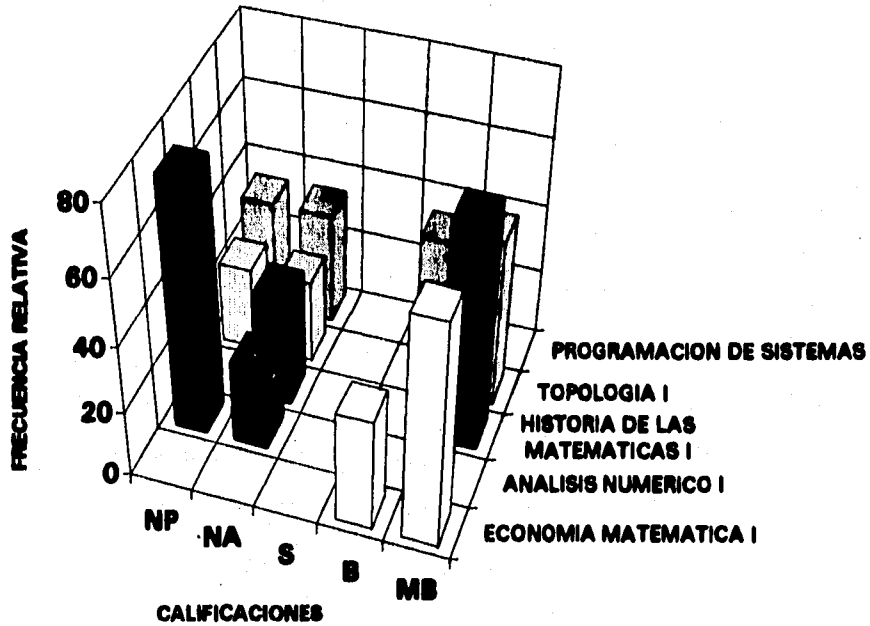 FRECUENCIA RELATIVA
80
60
40
20
0
NP
NA
S
B
MB
CALIFICACIONES
PROGRAMACION DE SISTEMAS
TOPOLOGIA I
HISTORIA DE LAS
MATEMATICAS I
ANALISIS NUMERICO I
ECONOMIA MATEMATICA I